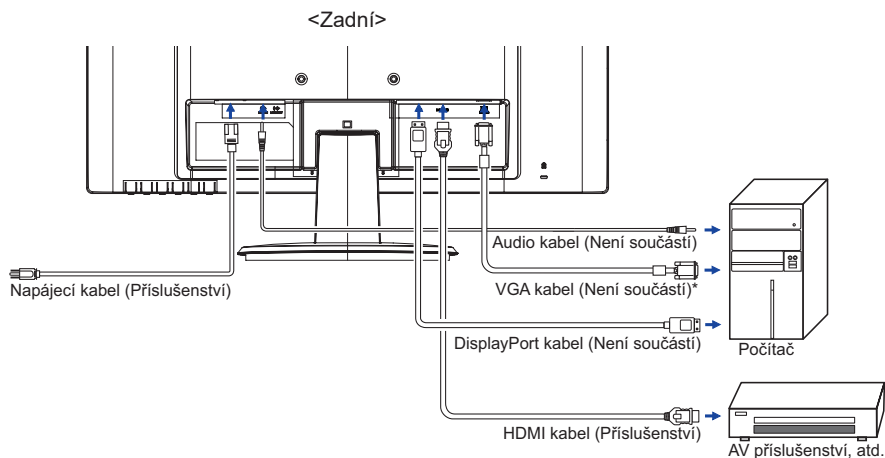 <Zadní>
Audio kabel (Není součástí)
Napájecí kabel (Příslušenství)
VGA kabel (Není součástí)*
DisplayPort kabel (Není součástí)
Počítač
HDMI kabel (Příslušenství)
AV příslušenství, atd.